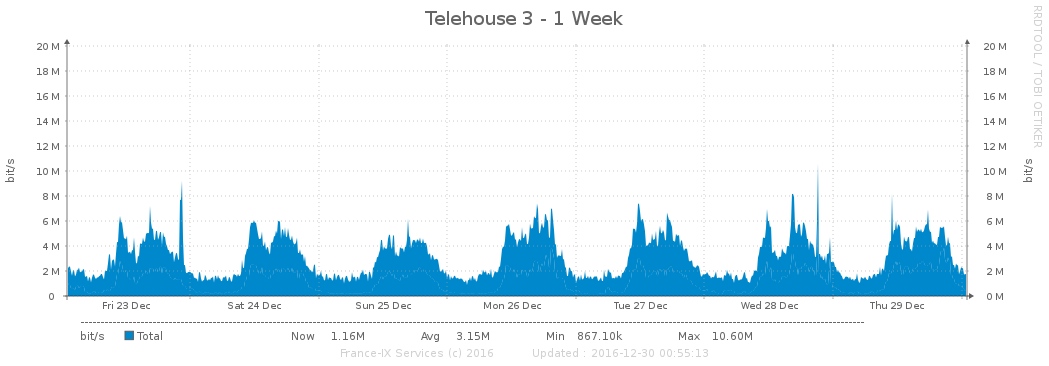 Telehouse 3 - 1 Week
RRDTOOL / TOBI OETIKER
bit/s
20 M 20 M
18 M 18 M
16 M 16 M
14 M 14 M
12 M 12 M
10 M 10 M
8 M 8 M
6 M 6 M
4 M 4 M
2 M 2 M
0 0 M
bit/s
Fri 23 Dec Sat 24 Dec Sun 25 Dec Mon 26 Dec Tue 27 Dec Wed 28 Dec Thu 29 Dec
bit/s Total Now 1.16M Avg 3.15M Min 867.10k Max 10.60M
France-IX Services (c) 2016 Updated : 2016-12-30 00:55:13